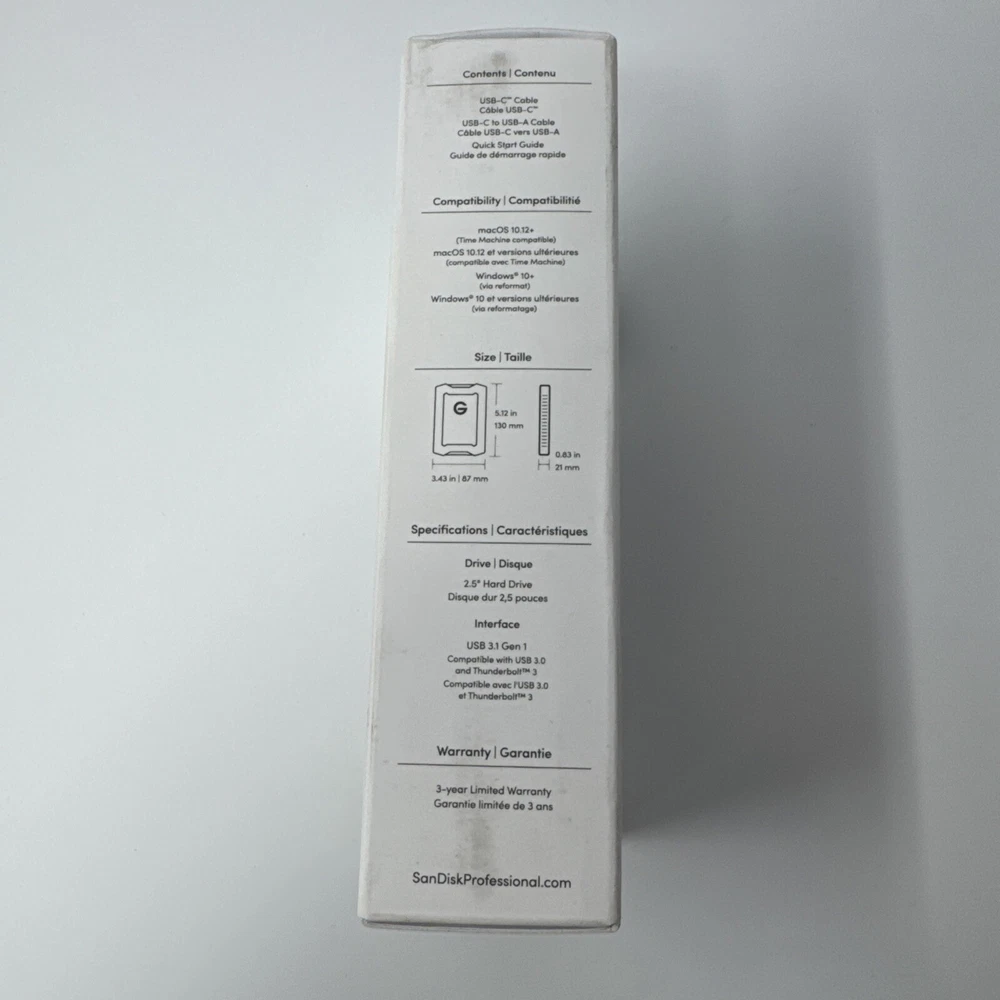 Contents | Contenu
USB-C™ Cable
Câble USB-C™
USB-C to USB-A Cable
Câble USB-C vers USB-A
Quick Start Guide
Guide de démarrage rapide
Compatibility | Compatibilité
macOS 10.12+
(Time Machine compatible)
macOS 10.12 et versions ultérieures
(compatible avec Time Machine)
Windows® 10+
(via reformat)
Windows® 10 et versions ultérieures
(via reformatage)
Size | Taille
G
5.12 in
130 mm
0.83 in
21 mm
3.43 in | 87 mm
Specifications | Caractéristiques
Drive | Disque
2.5" Hard Drive
Disque dur 2,5 pouces
Interface
USB 3.1 Gen 1
Compatible with USB 3.0
and Thunderbolt™ 3
Compatible avec l'USB 3.0
et Thunderbolt™ 3
Warranty | Garantie
3-year Limited Warranty
Garantie limitée de 3 ans
SanDiskProfessional.com